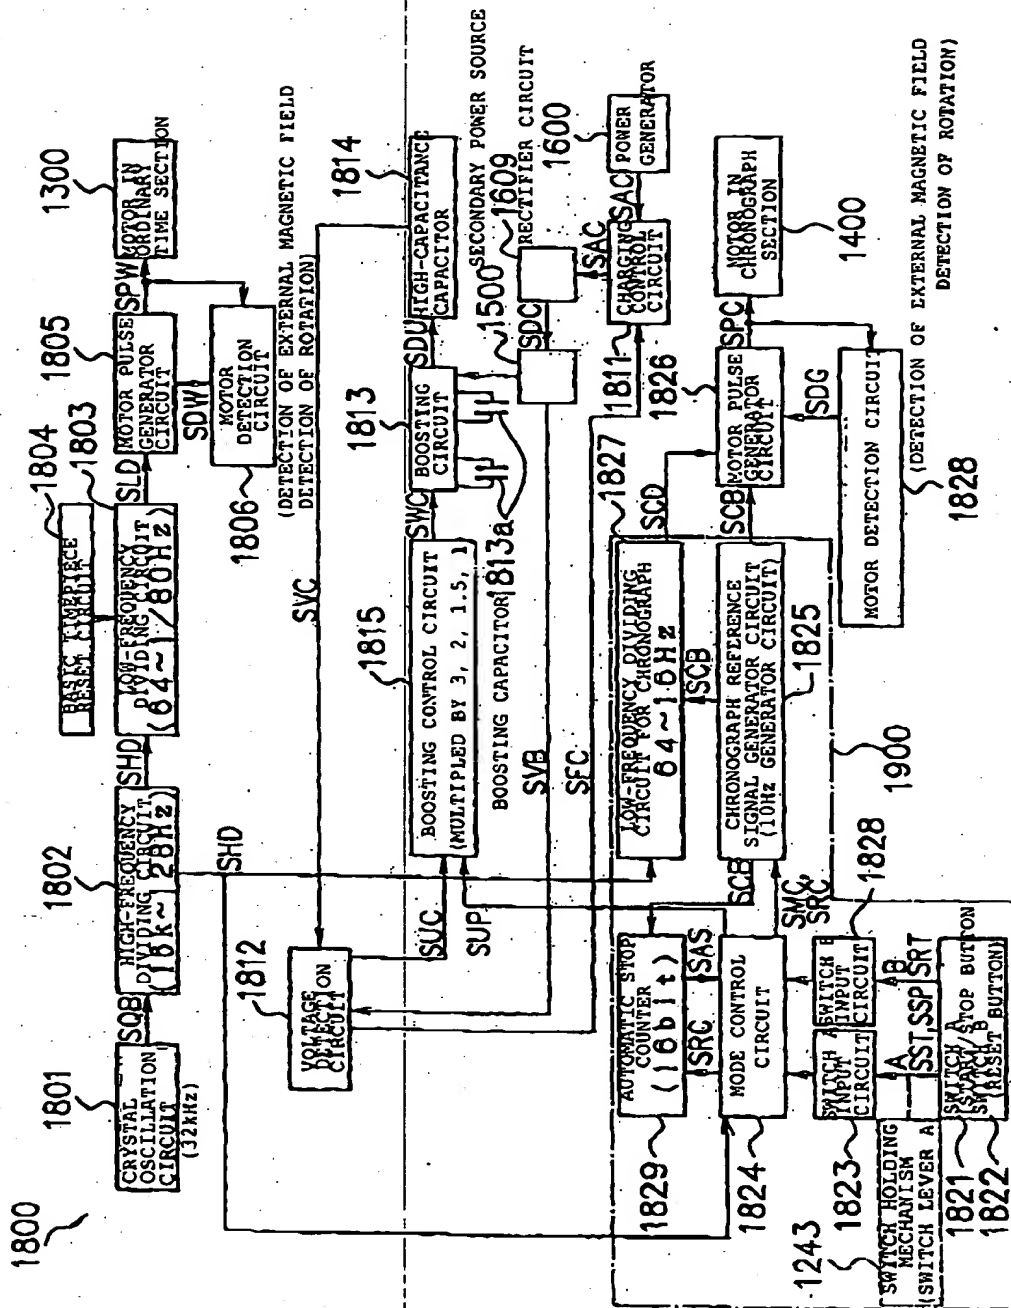 1800
1801
CRYSTAL
OSCILLATION
CIRCUIT
(32kHz)
SQB
1802
HIGH-FREQUENCY
DIVIDING CIRCUIT
(16k~128Hz)
SHD
SHD
1804
BASIC TIMEPIECE
RESET CIRCUIT
1803
LOW-FREQUENCY
DIVIDING CIRCUIT
(64~1/80Hz)
SLD
1805
MOTOR PULSE
GENERATOR
CIRCUIT
SPW
1300
MOTOR IN
ORDINARY
TIME SECTION
SDW
MOTOR
DETECTION
CIRCUIT
1806
(DETECTION OF EXTERNAL MAGNETIC FIELD
DETECTION OF ROTATION)
SVC
1812
VOLTAGE
DETECTION
CIRCUIT
SUC
SUP
1815
BOOSTING CONTROL CIRCUIT
(MULTIPLED BY 3, 2, 1.5, 1
SWC
1813
BOOSTING
CIRCUIT
SDU
1814
HIGH-CAPACITANCE
CAPACITOR
BOOSTING CAPACITOR
1813a
1500
SECONDARY POWER SOURCE
SDC
1609
RECTIFIER CIRCUIT
SVB
SFC
SAC
1811
CHARGING
CONTROL
CIRCUIT
SAC
1600
POWER
GENERATOR
1829
AUTOMATIC STOP
COUNTER
(16bit)
SRC
SAS
1824
MODE CONTROL
CIRCUIT
SCB
SMC,
SRC
1827
LOW-FREQUENCY DIVIDING
CIRCUIT FOR CHRONOGRAPH
64~16Hz
SCD
SCB
CHRONOGRAPH REFERENCE
SIGNAL GENERATOR CIRCUIT
(10Hz GENERATOR CIRCUIT)
1825
SCB
1826
MOTOR PULSE
GENERATOR
CIRCUIT
SPC
MOTOR IN
CHRONOGRAPH
SECTION
1400
SDG
MOTOR DETECTION CIRCUIT
1828
(DETECTION OF EXTERNAL MAGNETIC FIELD
DETECTION OF ROTATION)
1900
1823
SWITCH A
INPUT
CIRCUIT
SWITCH B
INPUT
CIRCUIT
1828
A
B
SST,SSP
SRT
1243
SWITCH HOLDING
MECHANISM
(SWITCH LEVER A)
1821
1822
SWITCH A
(START/STOP BUTTON)
SWITCH B
(RESET BUTTON)